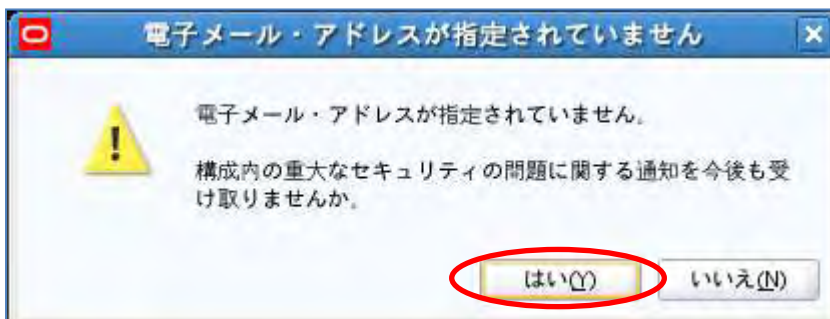 電子メール・アドレスが指定されていません
電子メール・アドレスが指定されていません。
構成内の重大なセキュリティの問題に関する通知を今後も受
け取りませんか。
はい(Y) いいえ(N)